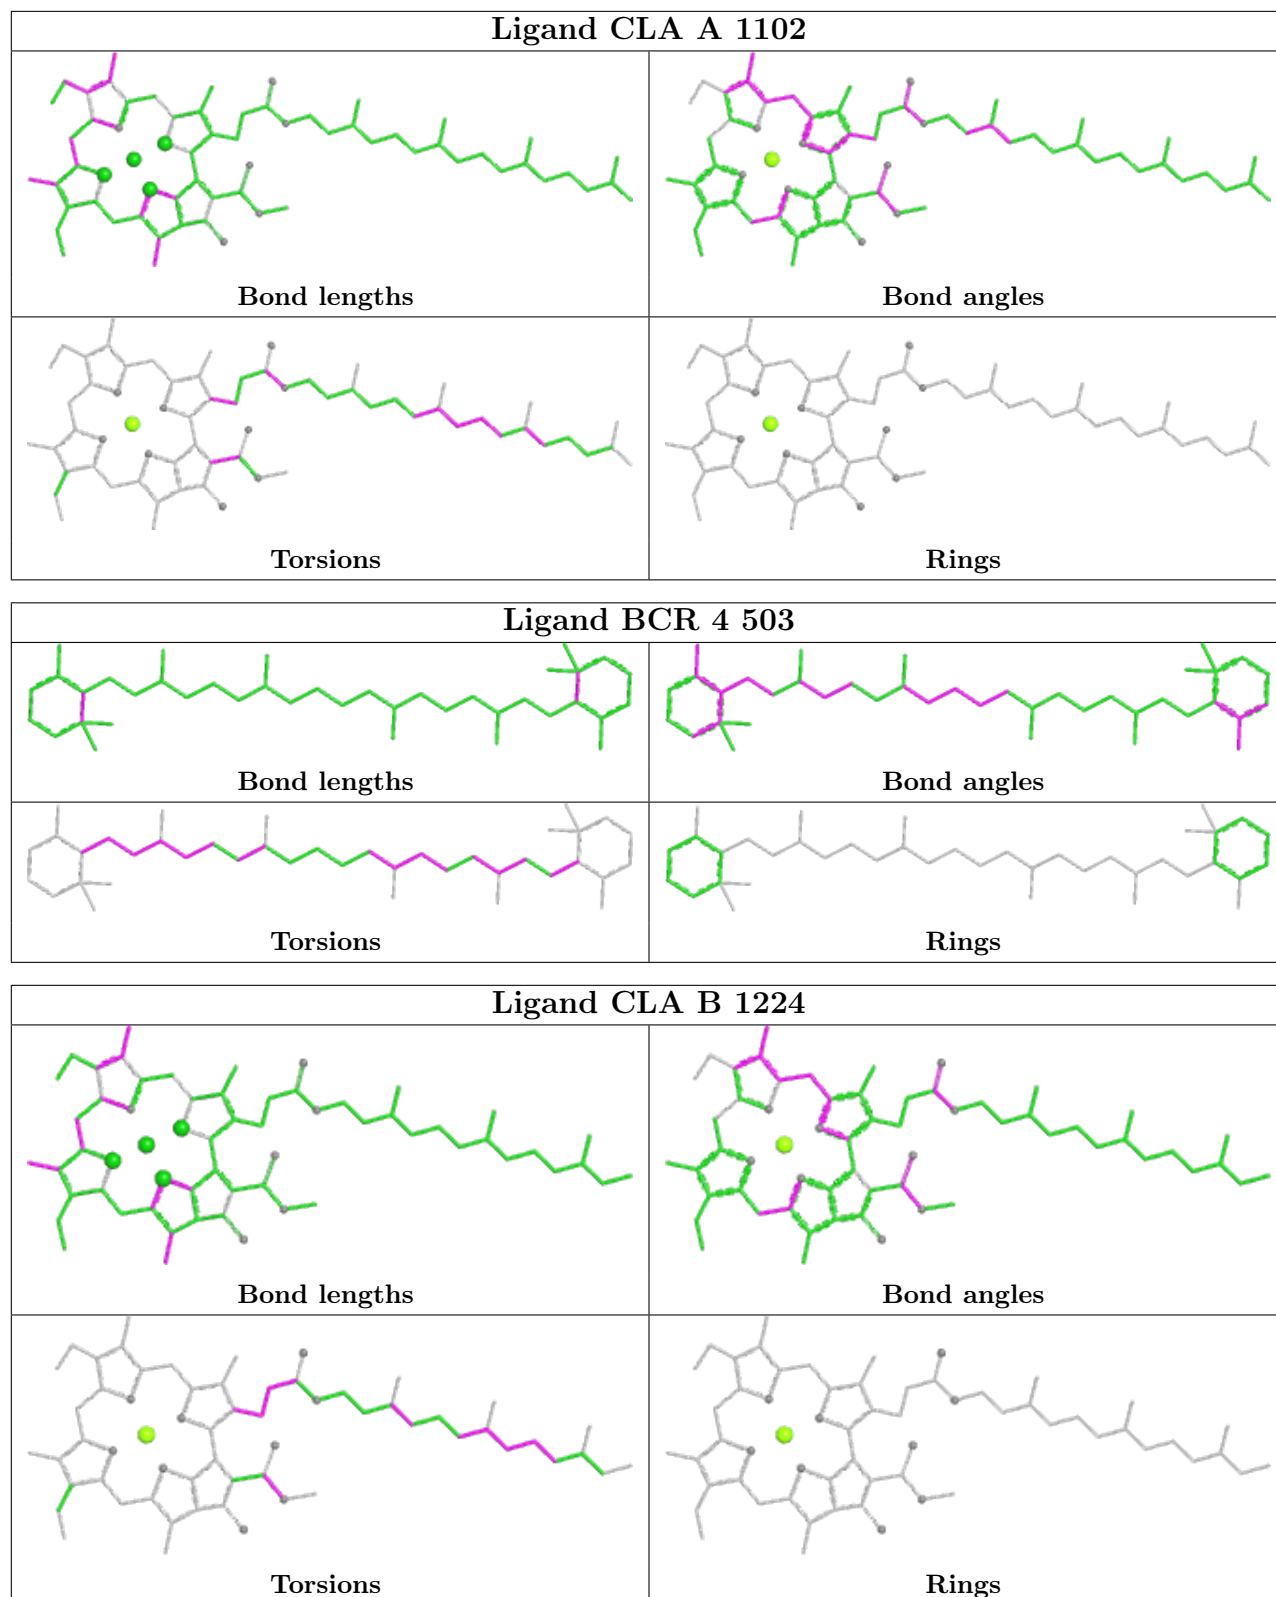 Ligand CLA A 1102
Bond lengths
Bond angles
Torsions
Rings
Ligand BCR 4 503
Bond lengths
Bond angles
Torsions
Rings
Ligand CLA B 1224
Bond lengths
Bond angles
Torsions
Rings